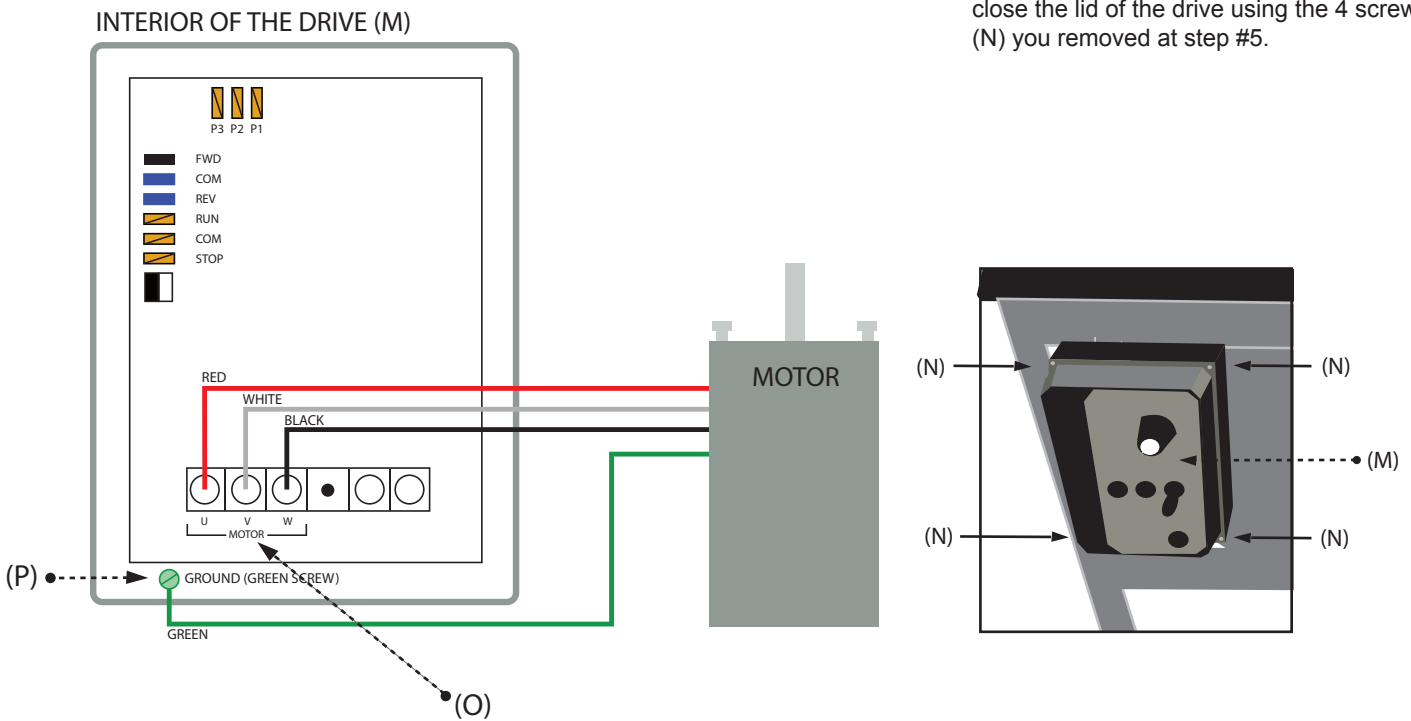 close the lid of the drive using the 4
(N) you removed at step #5.
INTERIOR OF THE DRIVE (M)
P3 P2 P1
FWD
COM
REV
RUN
COM
STOP
RED
WHITE
BLACK
MOTOR
U V W
MOTOR
(P)
GROUND (GREEN SCREW)
GREEN
(O)
(N)
(N)
(M)
(N)
(N)